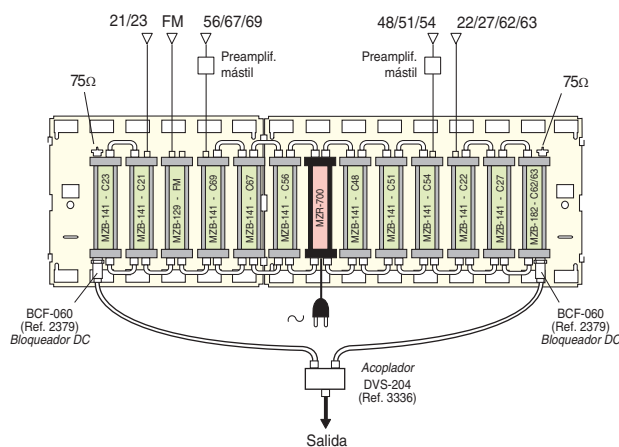 21/23
FM
56/67/69
48/51/54
22/27/62/63
Preamplif.
mástil
Preamplif.
mástil
75Ω
75Ω
MZB-141 - C23
MZB-141 - C21
MZB-129 - FM
MZB-141 - C69
MZB-141 - C67
MZB-141 - C56
MZR-700
MZB-141 - C48
MZB-141 - C51
MZB-141 - C54
MZB-141 - C22
MZB-141 - C27
MZB-182 - C62/63
BCF-060
(Ref. 2379)
Bloqueador DC
BCF-060
(Ref. 2379)
Bloqueador DC
Acoplador
DVS-204
(Ref. 3336)
Salida